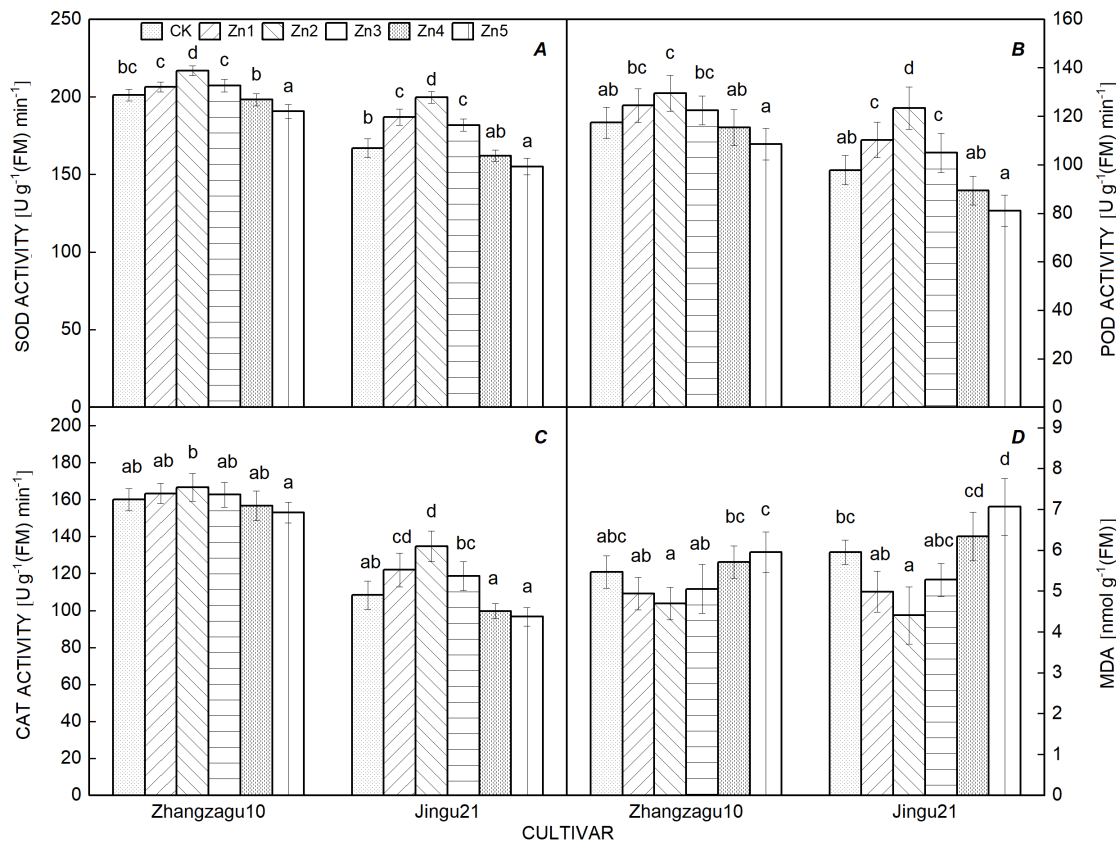 CK Zn1 Zn2 Zn3 Zn4 Zn5
A
SOD ACTIVITY [U g-1(FM) min-1]
250
200
150
100
50
0
bc c d c b a
b c d c ab a
B
POD ACTIVITY [U g-1(FM) min-1]
160
140
120
100
80
60
40
20
0
ab bc c bc ab a
ab c d c ab a
C
CAT ACTIVITY [U g-1(FM) min-1]
200
180
160
140
120
100
80
60
40
20
0
ab ab b ab ab a
ab cd d bc a a
D
MDA [nmol g-1(FM)]
9
8
7
6
5
4
3
2
1
0
abc ab a ab bc c
bc ab a abc cd d
Zhangzagu10 Jingu21 Zhangzagu10 Jingu21
CULTIVAR